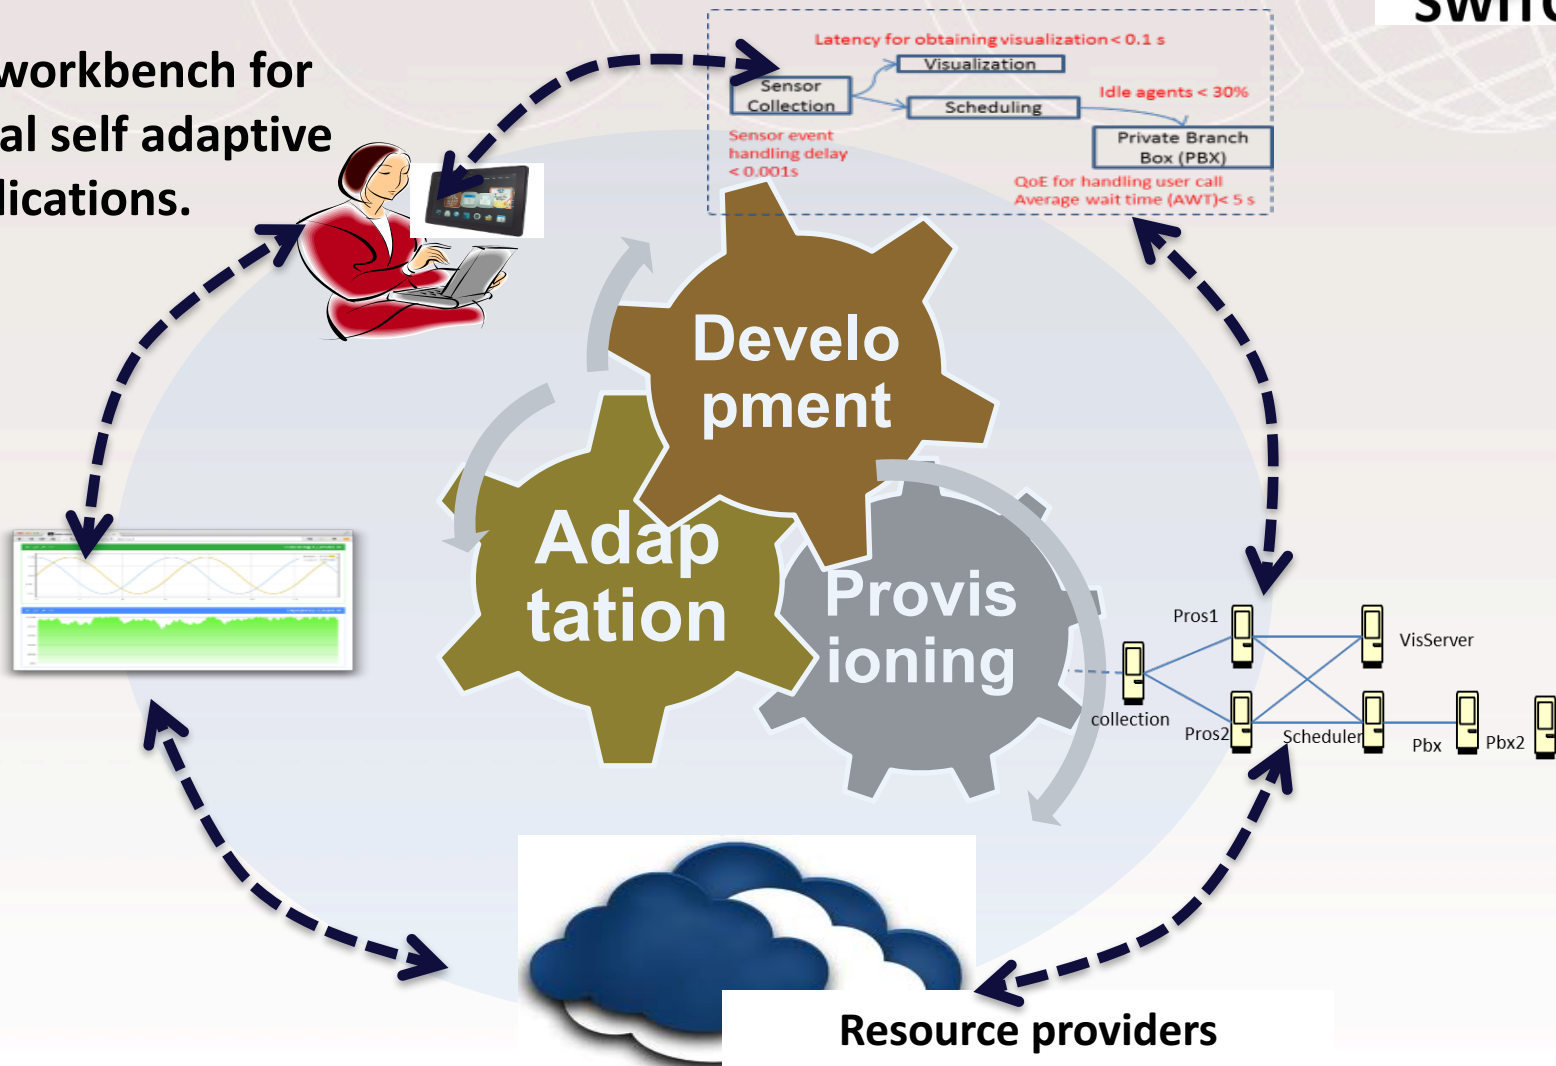 workbench for
al self adaptive
lications.
Latency for obtaining visualization< 0.1 s
Visualization
Sensor
Collection
Scheduling
Idle agents < 30%
Private Branch
Box (PBX)
Sensor event
handling delay
< 0.001s
QoE for handling user call
Average wait time (AWT)< 5 s
Develo
pment
Adap
tation
Provis
ioning
Pros1
VisServer
collection
Pros2
Scheduler
Pbx
Pbx2
Resource providers